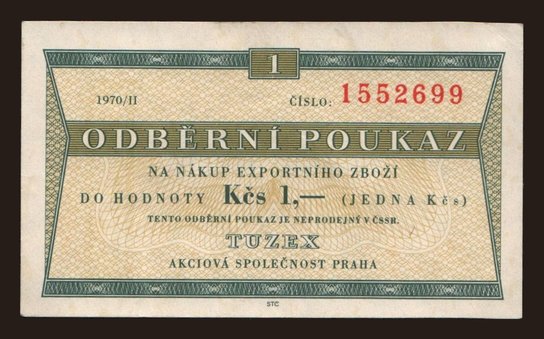 1
1970/II ČÍSLO: 1552699
ODBĚRNÍ POUKAZ
NA NÁKUP EXPORTNÍHO ZBOŽÍ
DO HODNOTY Kčs 1,— (JEDNA Kčs)
TENTO ODBĚRNÍ POUKAZ JE NEPRODEJNÝ V ČSSR.
TUZEX
AKCIOVÁ SPOLEČNOST PRAHA
STC